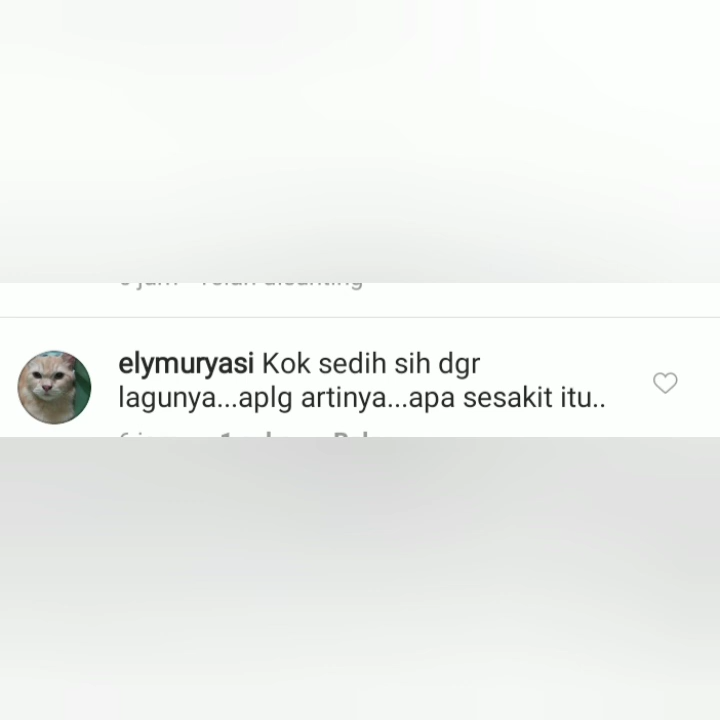 elymuryasi Kok sedih sih dgr
lagunya...aplg artinya...apa sesakit itu..